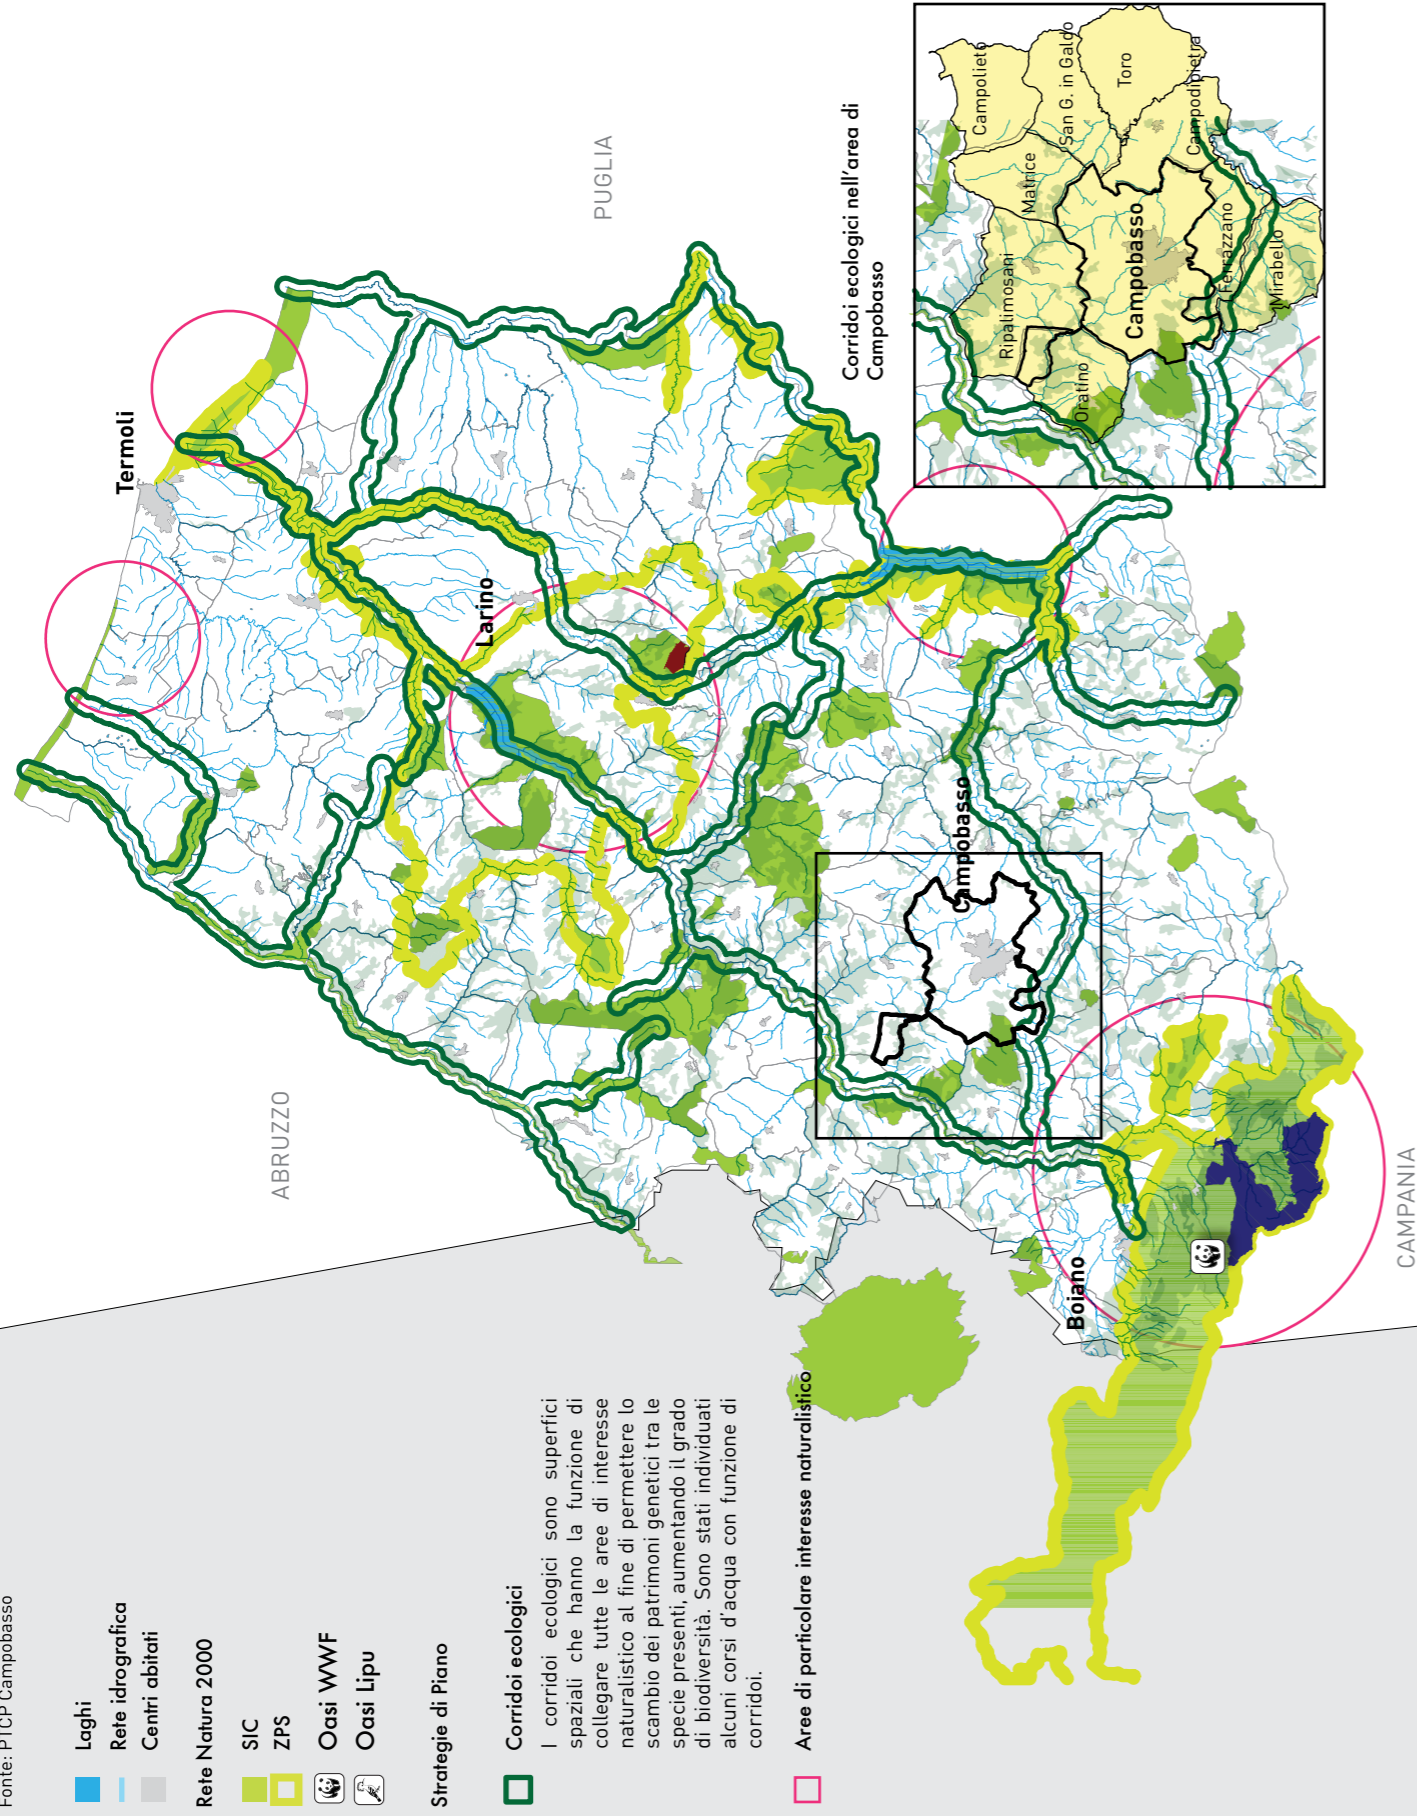 Fonte: PTCP Campobasso
Laghi
Rete idrografica
Centri abitati
Rete Natura 2000
SIC
ZPS
Oasi WWF
Oasi Lipu
Strategie di Piano
Corridoi ecologici
I corridoi ecologici sono superfici
spaziali che hanno la funzione di
collegare tutte le aree di interesse
naturalistico al fine di permettere lo
scambio dei patrimoni genetici tra le
specie presenti, aumentando il grado
di biodiversità. Sono stati individuati
alcuni corsi d'acqua con funzione di
corridoi.
Aree di particolare interesse naturalistico
ABRUZZO
Termoli
PUGLIA
Larino
Campobasso
Boiano
CAMPANIA
Corridoi ecologici nell'area di
Campobasso
Campolieto
San G. in Galdo
Toro
Campodipietra
Matrice
Ripalimosani
Campobasso
Ferrazzano
Mirabello
Oratino